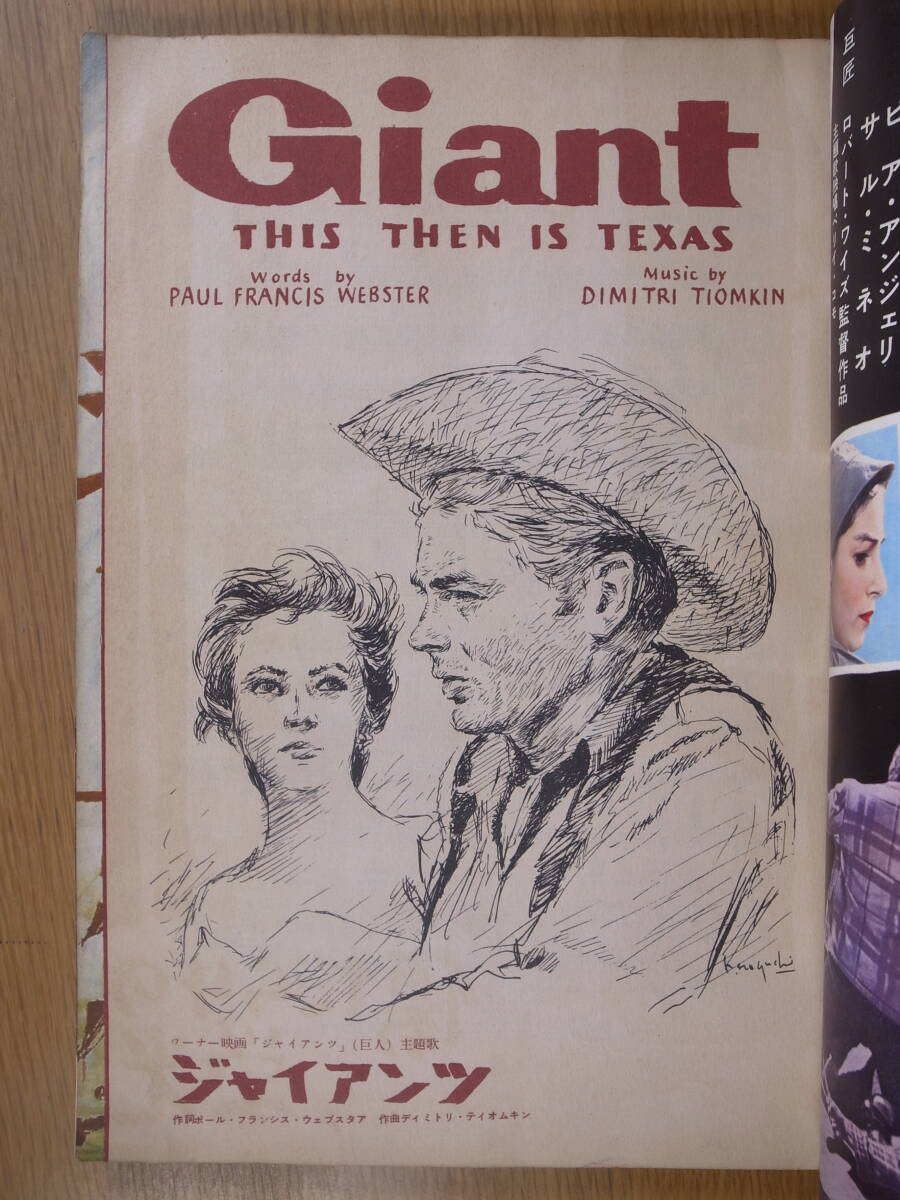 Giant
THIS THEN IS TEXAS
Words by
PAUL FRANCIS WEBSTER
Music by
DIMITRI TIOMKIN
ワーナー映画「ジャイアンツ」(巨人)主題歌
ジャイアンツ
作詞ポール・フランシス・ウェブスタア 作曲デイミトリ・テイオムキン
ピア・アンジェリ
サル・ミネオ
巨匠 ロバート・ワイズ監督作品